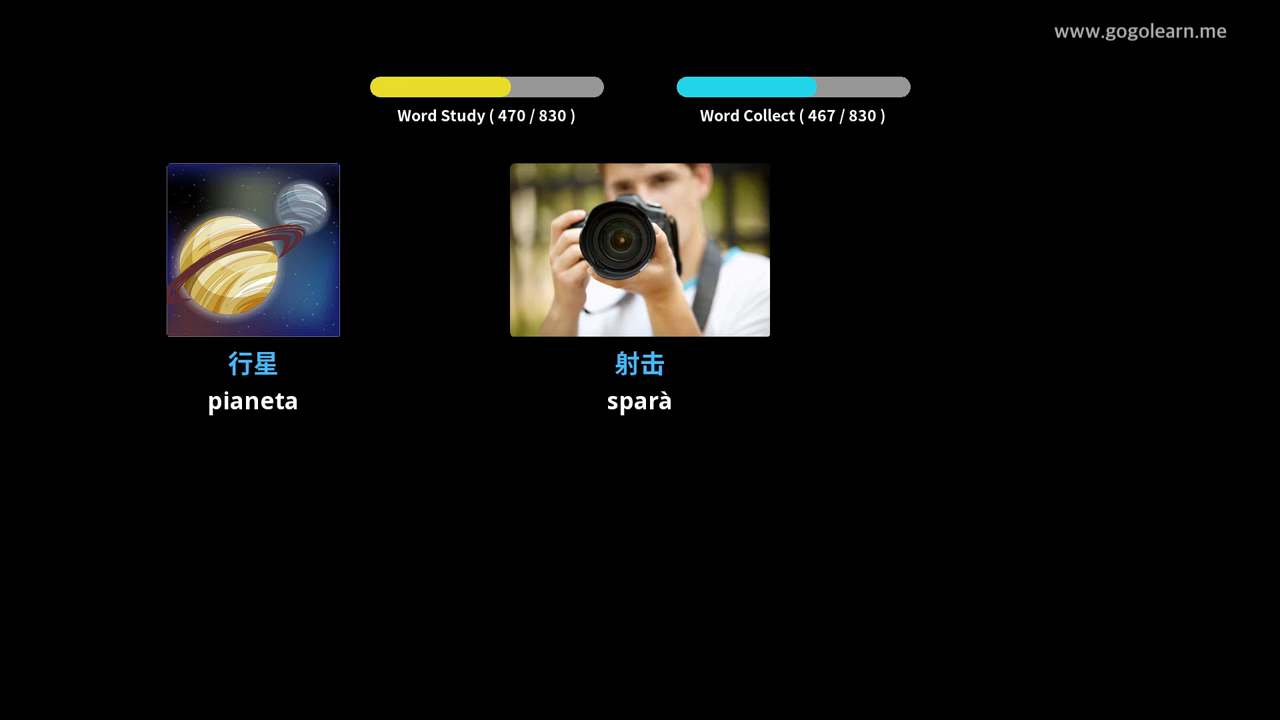 www.gogolearn.me
Word Study ( 470 / 830 )
Word Collect ( 467 / 830 )
行星
pianeta
射击
sparà